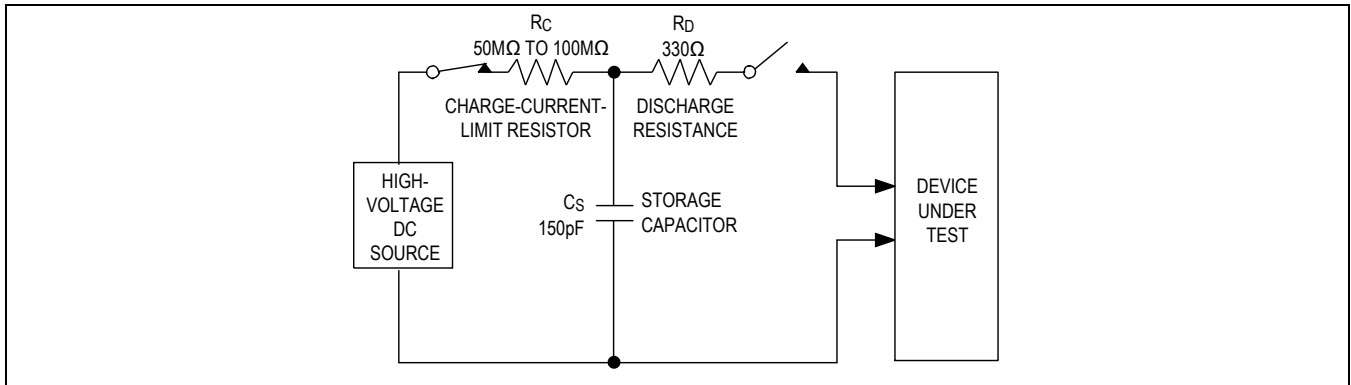 RC
50MΩ TO 100MΩ
CHARGE-CURRENT-
LIMIT RESISTOR
RD
330Ω
DISCHARGE
RESISTANCE
HIGH-
VOLTAGE
DC
SOURCE
CS
150pF
STORAGE
CAPACITOR
DEVICE
UNDER
TEST